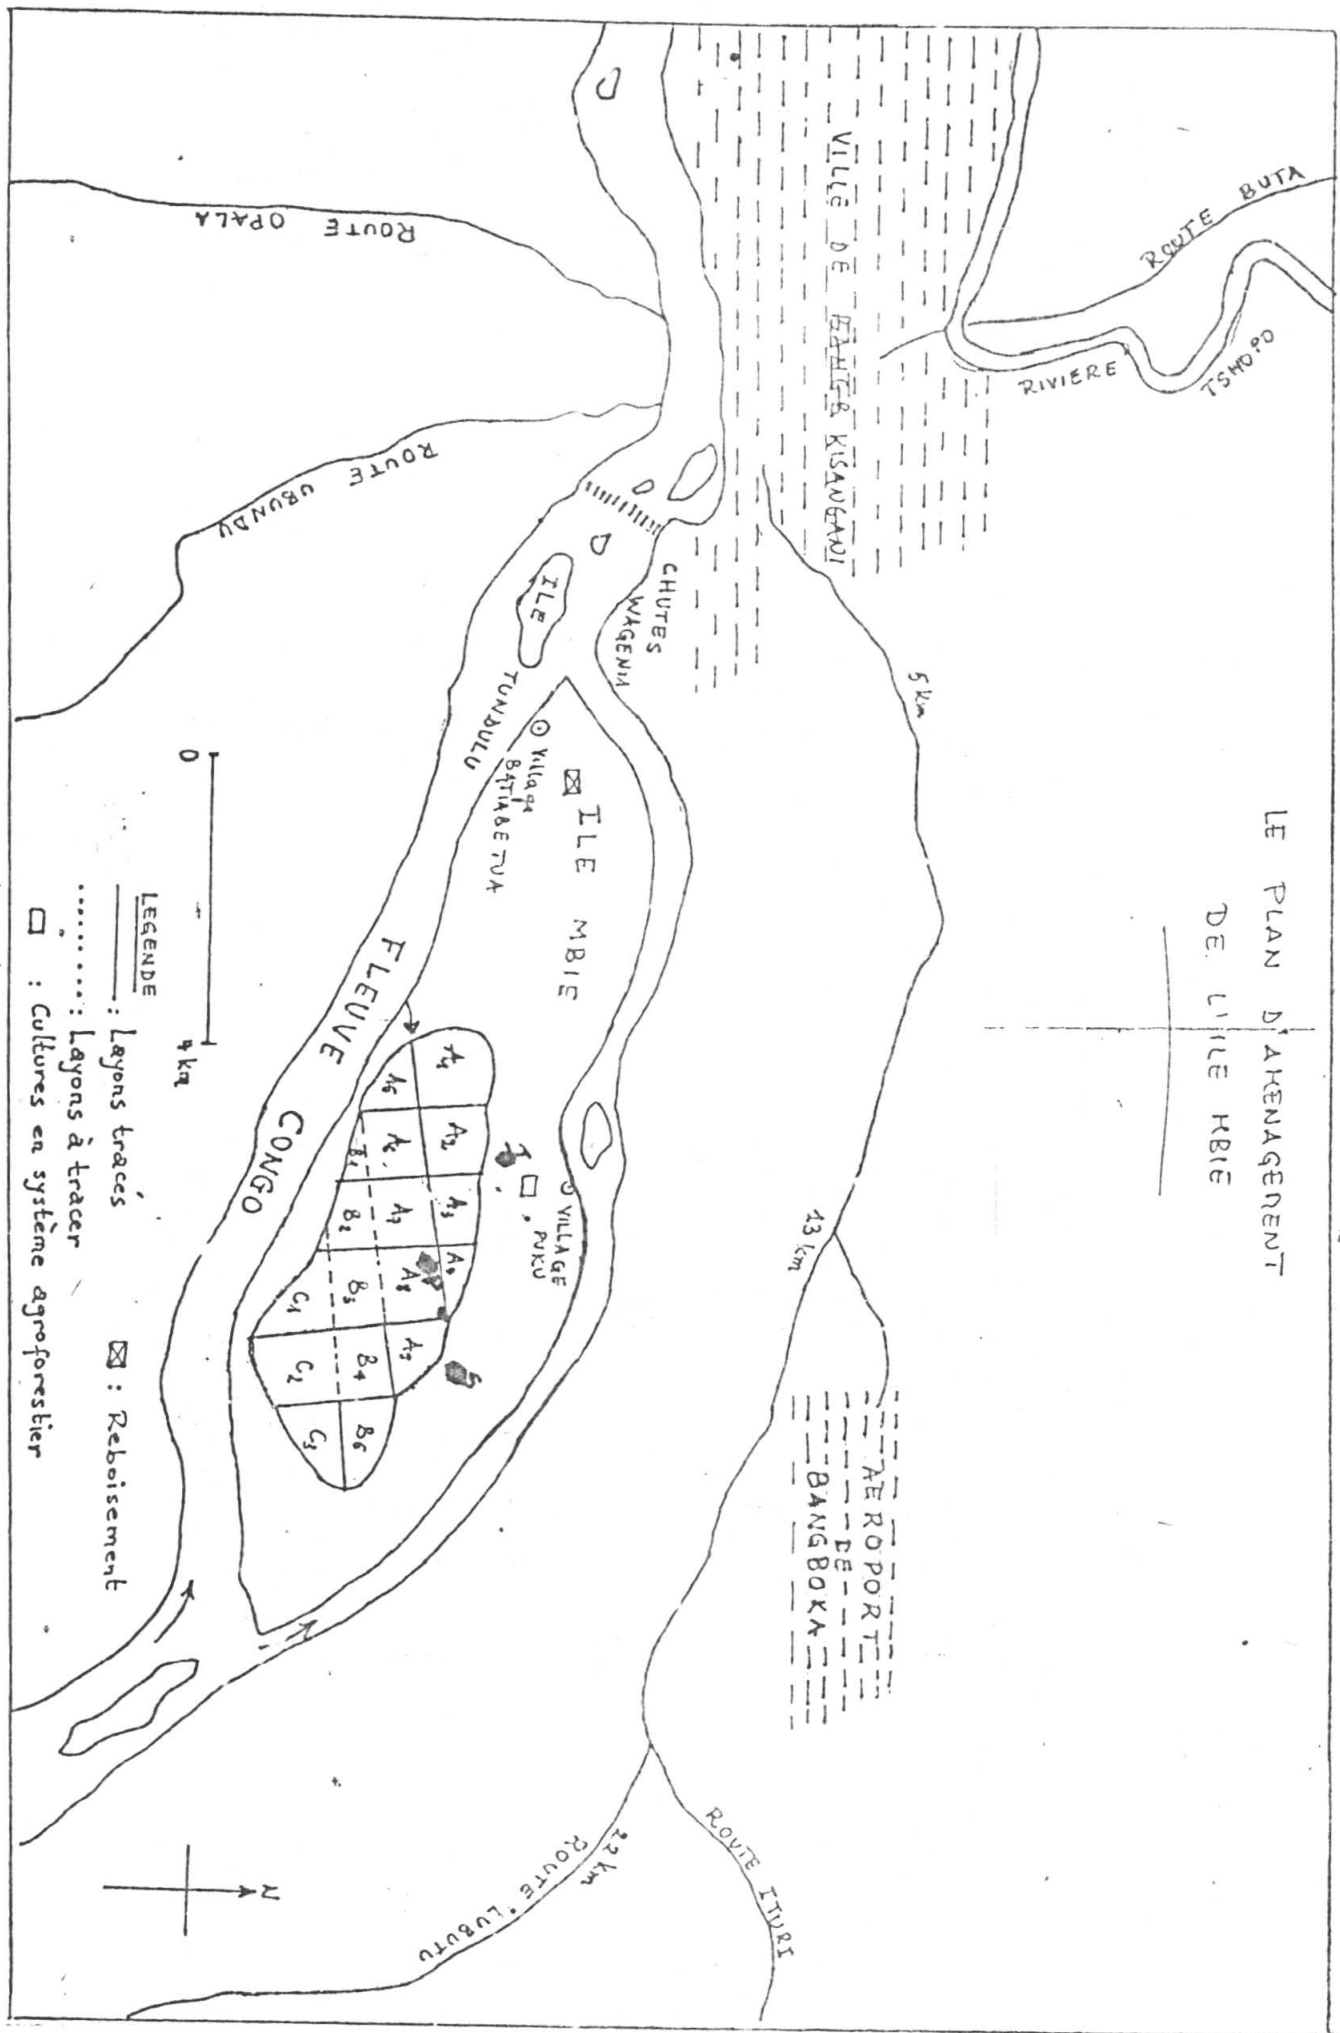 LE PLAN D'AMENAGEMENT
DE L'ILE MBIE
ROUTE BUTA
RIVIERE TSHOPO
VILLE DE KISANGANI
5 km
13 km
AEROPORT
DE
BANGBOKA
ROUTE ITURI
22 km
ROUTE LUBUTU
ROUTE OPALA
ROUTE UBUNDU
CHUTES
WAGENIA
ILE
TUNDULU
Village
BATIABETUA
ILE MBIE
VILLAGE
PUKU
FLEUVE CONGO
A1
A2
A3
A4
A5
A6
A7
A8
A9
B1
B2
B3
B4
B6
C1
C2
C3
S
0
4 km
N
LEGENDE
: Layons tracés
: Layons à tracer
: Cultures en système agroforestier
: Reboisement